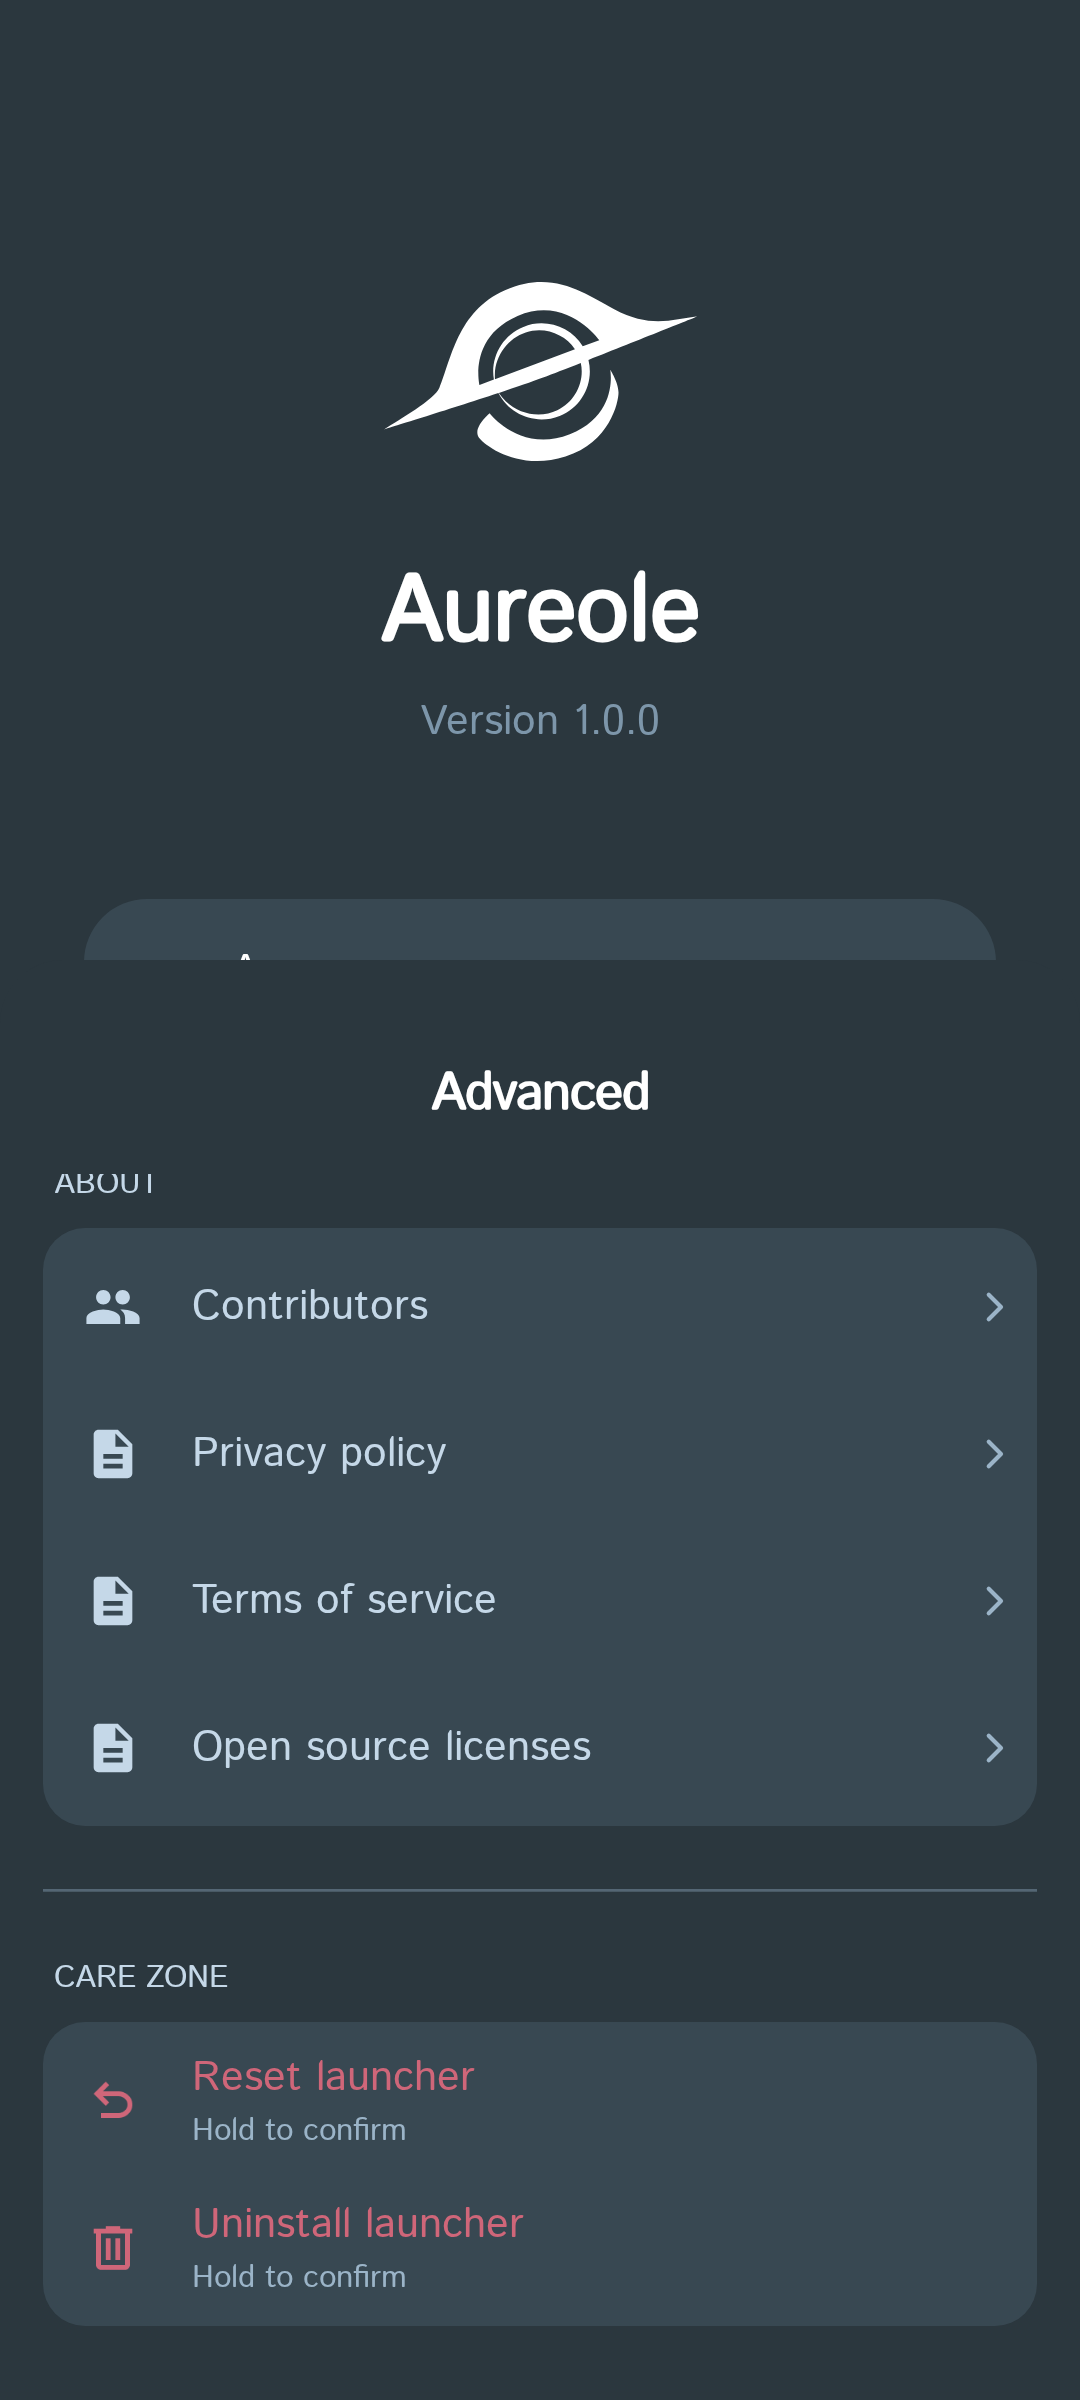 Aureole
Version 1.0.0
Advanced
ABOUT
Contributors
Privacy policy
Terms of service
Open source licenses
CARE ZONE
Reset launcher
Hold to confirm
Uninstall launcher
Hold to confirm